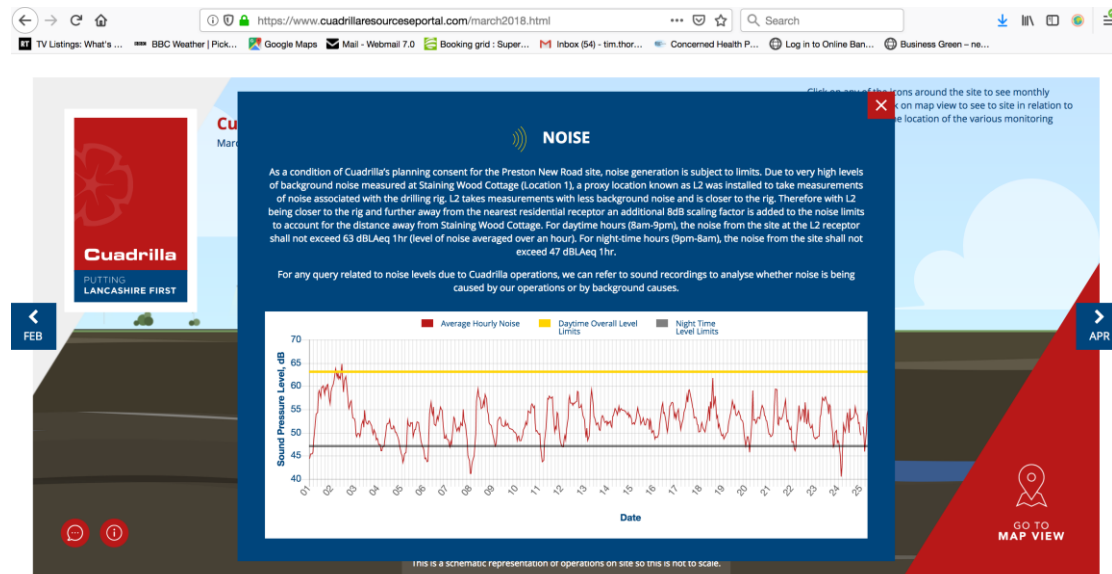 https://www.cuadrillaresourcesportal.com/march2018.html
Search
TV Listings: What's ...
BBC Weather | Pick...
Google Maps
Mail - Webmail 7.0
Booking grid : Super...
Inbox (54) - tim.thor...
Concerned Health P...
Log in to Online Ban...
Business Green – ne...
icons around the site to see monthly
on map view to see to site in relation to
location of the various monitoring
Cu
Marc
NOISE
As a condition of Cuadrilla's planning consent for the Preston New Road site, noise generation is subject to limits. Due to very high levels
of background noise measured at Staining Wood Cottage (Location 1), a proxy location known as L2 was installed to take measurements
of noise associated with the drilling rig. L2 takes measurements with less background noise and is closer to the rig. Therefore with L2
being closer to the rig and further away from the nearest residential receptor an additional 8dB scaling factor is added to the noise limits
to account for the distance away from Staining Wood Cottage. For daytime hours (8am-9pm), the noise from the site at the L2 receptor
shall not exceed 63 dBLAeq 1hr (level of noise averaged over an hour). For night-time hours (9pm-8am), the noise from the site shall not
exceed 47 dBLAeq 1hr.
For any query related to noise levels due to Cuadrilla operations, we can refer to sound recordings to analyse whether noise is being
caused by our operations or by background causes.
Cuadrilla
PUTTING
LANCASHIRE FIRST
FEB
APR
Average Hourly Noise
Daytime Overall Level
Limits
Night Time
Level Limits
Sound Pressure Level, dB
70
65
60
55
50
45
40
01 02 03 04 05 06 07 08 09 10 11 12 13 14 15 16 17 18 19 20 21 22 23 24 25
Date
GO TO
MAP VIEW
This is a schematic representation of operations on site so this is not to scale.